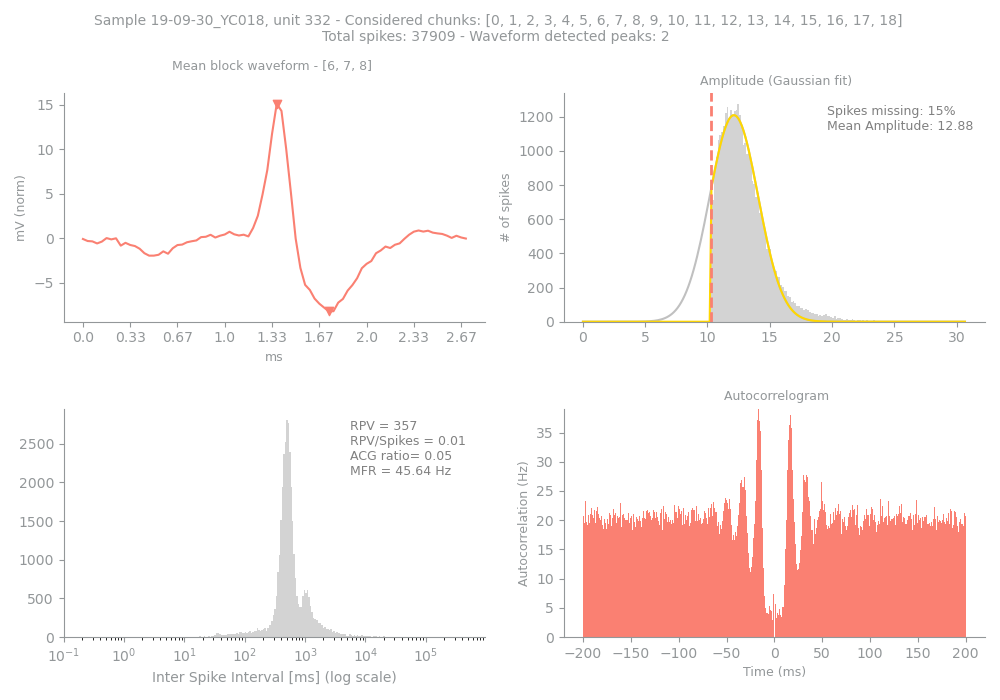 Sample 19-09-30_YC018, unit 332 - Considered chunks: [0, 1, 2, 3, 4, 5, 6, 7, 8, 9, 10, 11, 12, 13, 14, 15, 16, 17, 18]
Total spikes: 37909 - Waveform detected peaks: 2
Mean block waveform - [6, 7, 8]
15
10
5
0
−5
mV (norm)
0.0 0.33 0.67 1.0 1.33 1.67 2.0 2.33 2.67
ms
Amplitude (Gaussian fit)
Spikes missing: 15%
Mean Amplitude: 12.88
1200
1000
800
600
400
200
0
# of spikes
0 5 10 15 20 25 30
RPV = 357
RPV/Spikes = 0.01
ACG ratio= 0.05
MFR = 45.64 Hz
2500
2000
1500
1000
500
0
10⁻¹ 10⁰ 10¹ 10² 10³ 10⁴ 10⁵
Inter Spike Interval [ms] (log scale)
Autocorrelogram
35
30
25
20
15
10
5
0
Autocorrelation (Hz)
−200 −150 −100 −50 0 50 100 150 200
Time (ms)